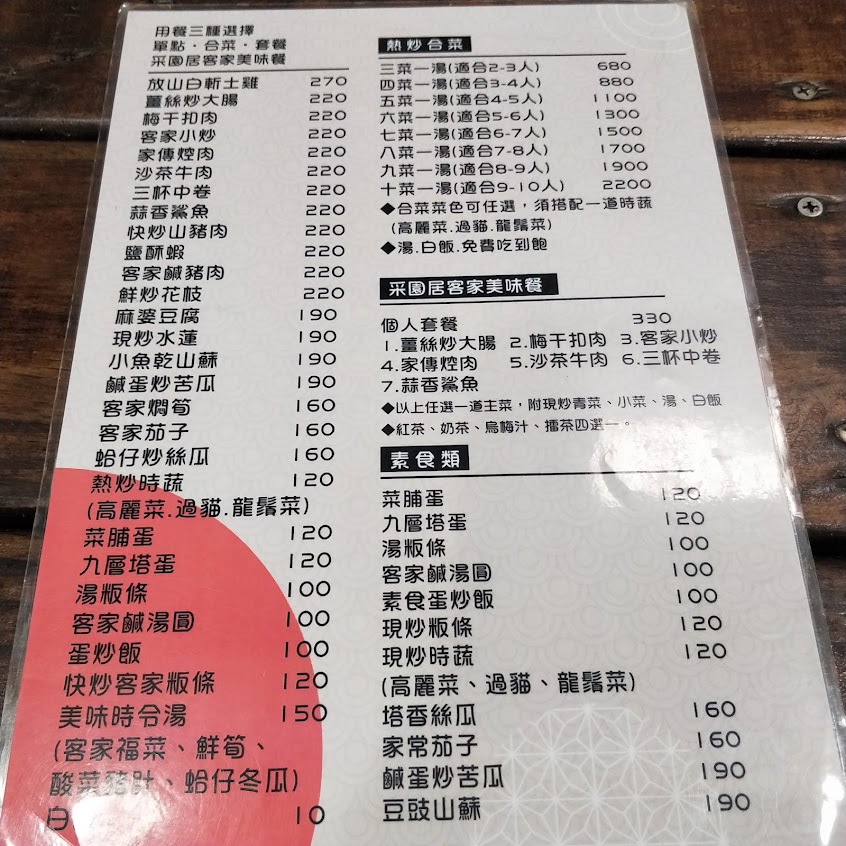 用餐三種選擇
單點·合菜·套餐
采園居客家美味餐
放山白斬土雞 270
薑絲炒大腸 220
梅干扣肉 220
客家小炒 220
家傳焢肉 220
沙茶牛肉 220
三杯中卷 220
蒜香鯊魚 220
快炒山豬肉 220
鹽酥蝦 220
客家鹹豬肉 220
鮮炒花枝 220
麻婆豆腐 190
現炒水蓮 190
小魚乾山蘇 190
鹹蛋炒苦瓜 190
客家燜筍 160
客家茄子 160
蛤仔炒絲瓜 160
熱炒時蔬 120
(高麗菜.過貓.龍鬚菜)
菜脯蛋 120
九層塔蛋 120
湯粄條 100
客家鹹湯圓 100
蛋炒飯 100
快炒客家粄條 120
美味時令湯 150
(客家福菜、鮮筍、
酸菜豬肚、蛤仔冬瓜)
白 10
熱炒合菜
三菜一湯(適合2-3人) 680
四菜一湯(適合3-4人) 880
五菜一湯(適合4-5人) 1100
六菜一湯(適合5-6人) 1300
七菜一湯(適合6-7人) 1500
八菜一湯(適合7-8人) 1700
九菜一湯(適合8-9人) 1900
十菜一湯(適合9-10人) 2200
◆合菜菜色可任選，須搭配一道時蔬
(高麗菜.過貓.龍鬚菜)
◆湯.白飯.免費吃到飽
采園居客家美味餐
個人套餐 330
1.薑絲炒大腸 2.梅干扣肉 3.客家小炒
4.家傳焢肉 5.沙茶牛肉 6.三杯中卷
7.蒜香鯊魚
◆以上任選一道主菜，附現炒青菜、小菜、湯、白飯
◆紅茶、奶茶、烏梅汁、擂茶四選一。
素食類
菜脯蛋 120
九層塔蛋 120
湯粄條 100
客家鹹湯圓 100
素食蛋炒飯 100
現炒粄條 120
現炒時蔬 120
(高麗菜、過貓、龍鬚菜)
塔香絲瓜 160
家常茄子 160
鹹蛋炒苦瓜 190
豆豉山蘇 190